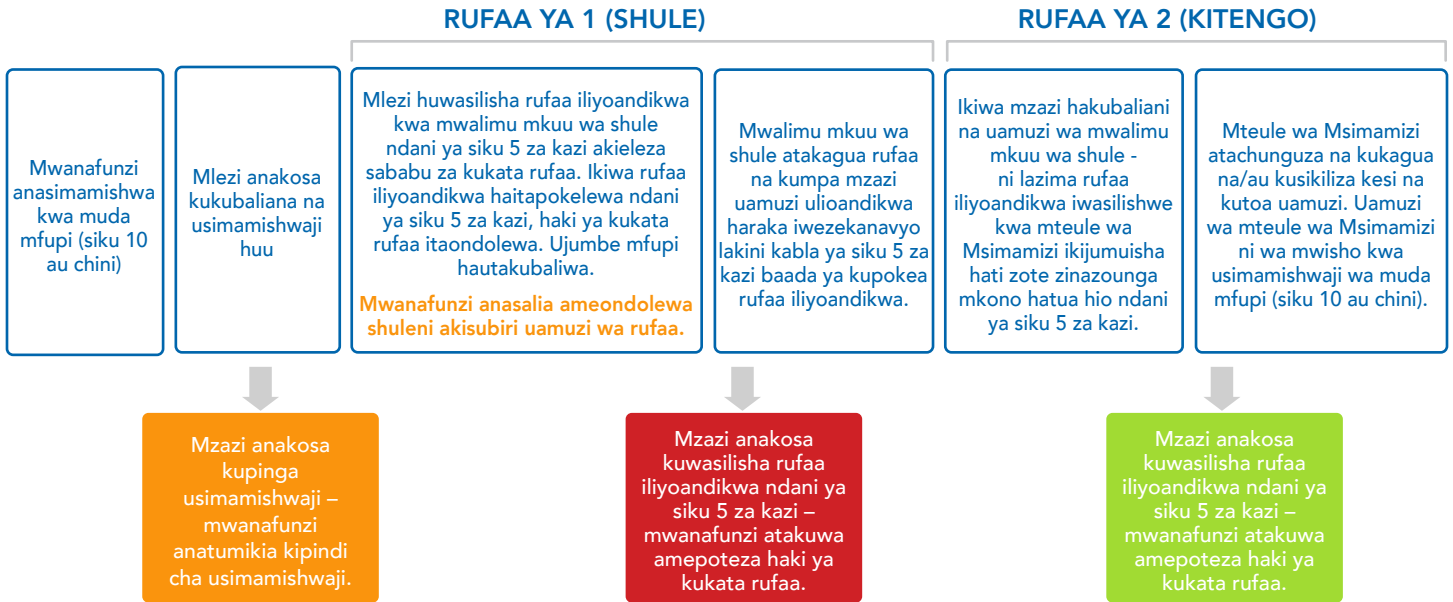 RUFAA YA 1 (SHULE)
RUFAA YA 2 (KITENGO)
Mwanafunzi
anasimamishwa
kwa muda
mfupi (siku 10
au chini)
Mlezi anakosa
kukubaliana na
usimamishwaji
huu
Mlezi huwasilisha rufaa iliyoandikwa
kwa mwalimu mkuu wa shule
ndani ya siku 5 za kazi akieleza
sababu za kukata rufaa. Ikiwa rufaa
iliyoandikwa haitapokelewa ndani
ya siku 5 za kazi, haki ya kukata
rufaa itaondolewa. Ujumbe mfupi
hautakubaliwa.
Mwanafunzi anasalia ameondolewa
shuleni akisubiri uamuzi wa rufaa.
Mwalimu mkuu wa
shule atakagua rufaa
na kumpa mzazi
uamuzi ulioandikwa
haraka iwezekanavyo
lakini kabla ya siku 5 za
kazi baada ya kupokea
rufaa iliyoandikwa.
Ikiwa mzazi hakubaliani
na uamuzi wa mwalimu
mkuu wa shule -
ni lazima rufaa
iliyoandikwa iwasilishwe
kwa mteule wa
Msimamizi ikijumuisha
hati zote zinazounga
mkono hatua hio ndani
ya siku 5 za kazi.
Mteule wa Msimamizi
atachunguza na kukagua
na/au kusikiliza kesi na
kutoa uamuzi. Uamuzi
wa mteule wa Msimamizi
ni wa mwisho kwa
usimamishwaji wa muda
mfupi (siku 10 au chini).
Mzazi anakosa
kupinga
usimamishwaji –
mwanafunzi
anatumikia kipindi
cha usimamishwaji.
Mzazi anakosa
kuwasilisha rufaa
iliyoandikwa ndani ya
siku 5 za kazi –
mwanafunzi atakuwa
amepoteza haki ya
kukata rufaa.
Mzazi anakosa
kuwasilisha rufaa
iliyoandikwa ndani ya
siku 5 za kazi –
mwanafunzi atakuwa
amepoteza haki ya
kukata rufaa.